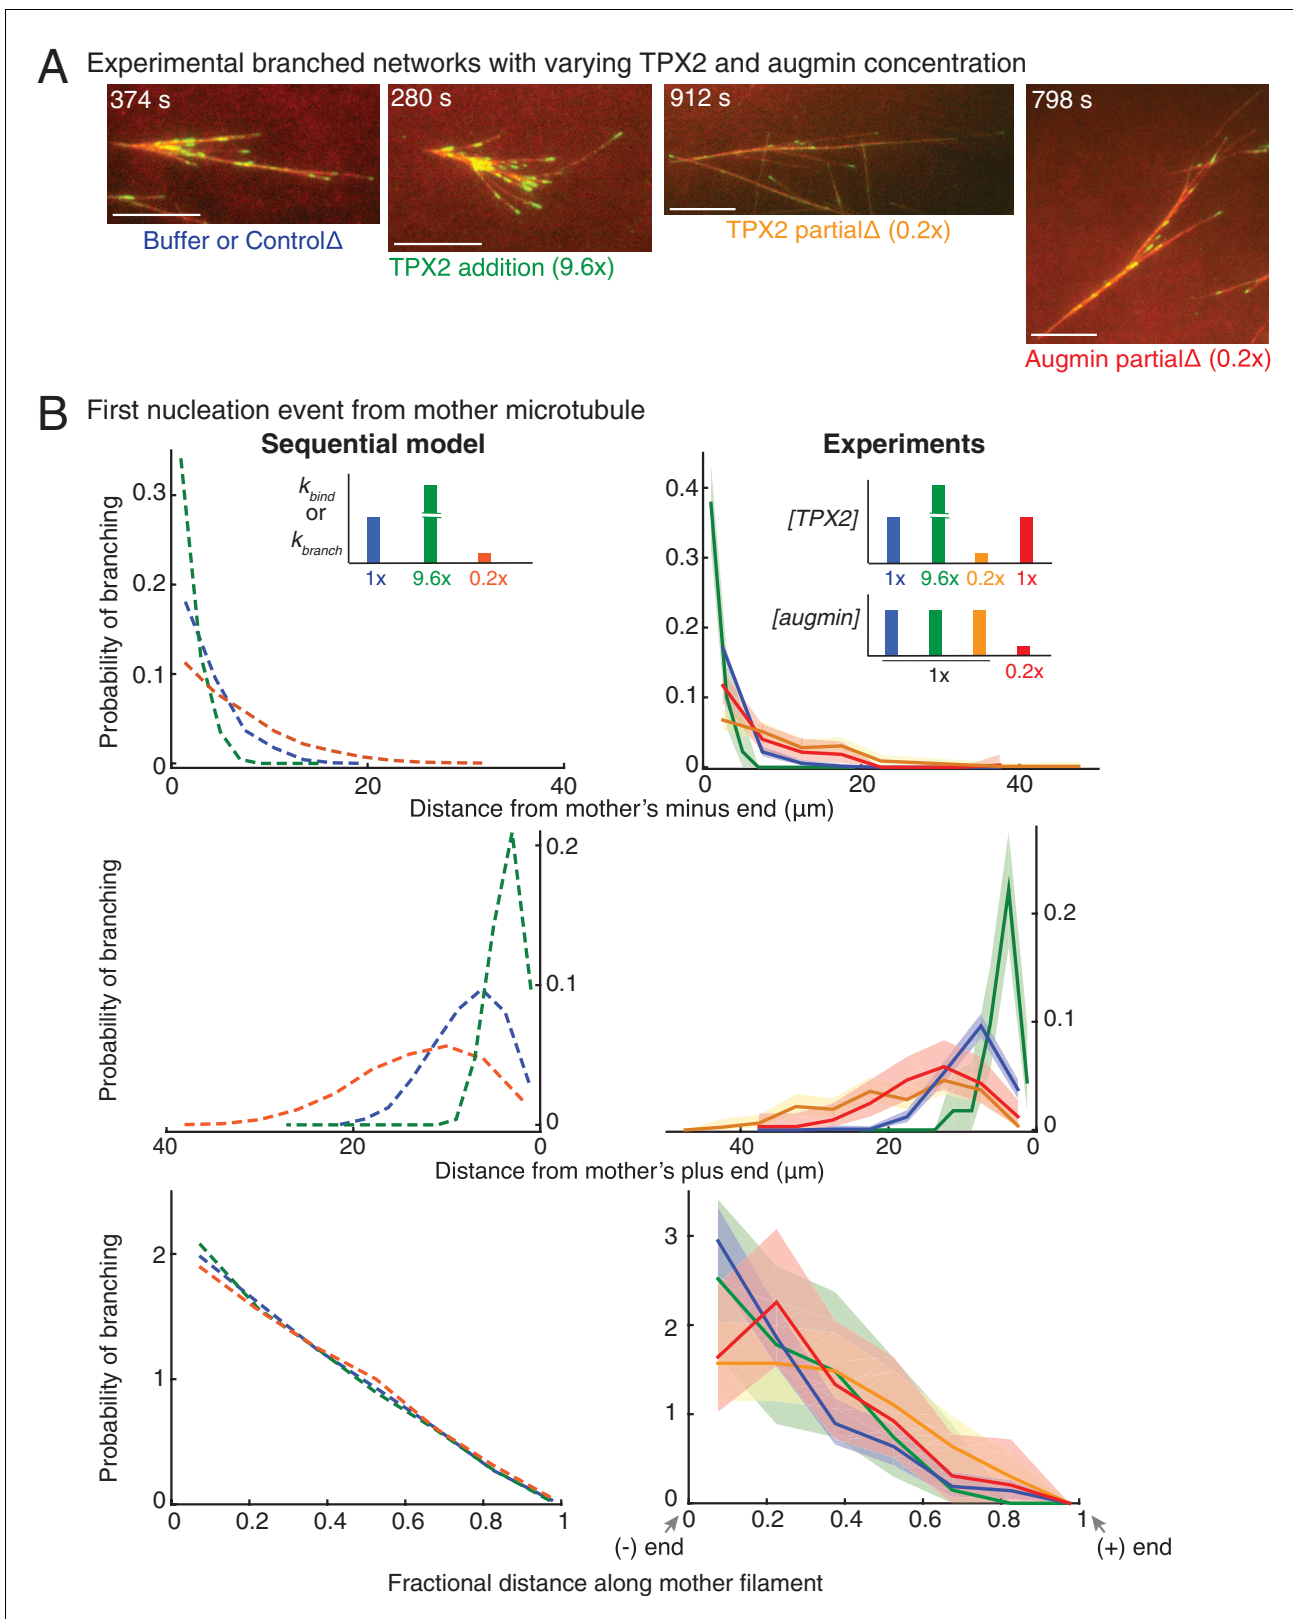 A Experimental branched networks with varying TPX2 and augmin concentration
374 s
280 s
912 s
798 s
Buffer or ControlΔ
TPX2 addition (9.6x)
TPX2 partialΔ (0.2x)
Augmin partialΔ (0.2x)
B First nucleation event from mother microtubule
Sequential model
Experiments
Probability of branching
0.3
0.2
0.1
0
0
20
40
kbind
or
kbranch
1x
9.6x
0.2x
0.4
0.3
0.2
0.1
0
0
20
40
[TPX2]
1x
9.6x
0.2x
1x
[augmin]
1x
0.2x
Distance from mother's minus end (μm)
Probability of branching
0.2
0.1
0
40
20
0
0.2
0.1
0
40
20
0
Distance from mother's plus end (μm)
Probability of branching
2
1
0
0
0.2
0.4
0.6
0.8
1
3
2
1
0
0
0.2
0.4
0.6
0.8
1
(-) end
(+) end
Fractional distance along mother filament